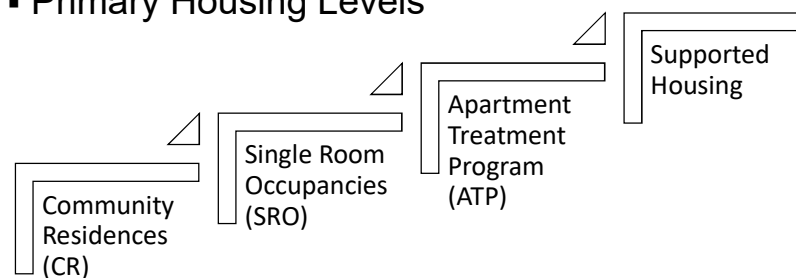 ▪ Primary Housing Levels
Community
Residences
(CR)
Single Room
Occupancies
(SRO)
Apartment
Treatment
Program
(ATP)
Supported
Housing